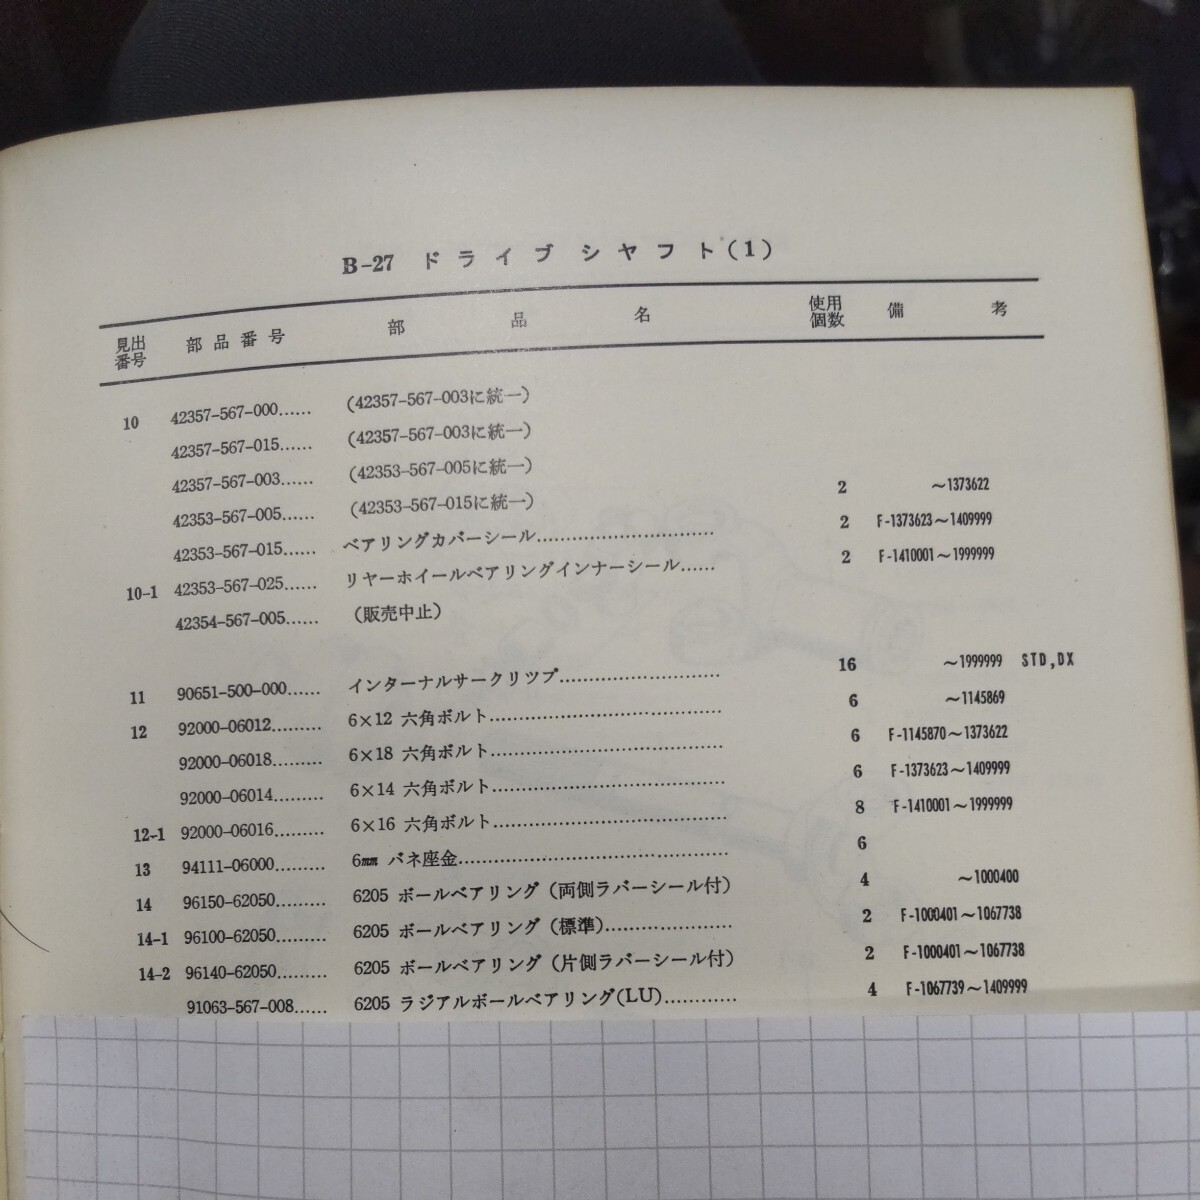 B-27 ドライブシャフト(1)
見出番号 部品番号 部品名 使用個数 備考
10 42357-567-000...... (42357-567-003に統一)
42357-567-015...... (42357-567-003に統一)
42357-567-003...... (42353-567-005に統一)
42353-567-005...... (42353-567-015に統一) 2 ～1373622
42353-567-015...... ベアリングカバーシール.............................. 2 F-1373623～1409999
10-1 42353-567-025...... リヤーホイールベアリングインナーシール...... 2 F-1410001～1999999
42354-567-005...... (販売中止)
11 90651-500-000...... インターナルサークリップ........................... 16 ～1999999 STD,DX
12 92000-06012......... 6×12 六角ボルト....................................... 6 ～1145869
92000-06018......... 6×18 六角ボルト....................................... 6 F-1145870～1373622
92000-06014......... 6×14 六角ボルト....................................... 6 F-1373623～1409999
12-1 92000-06016......... 6×16 六角ボルト....................................... 8 F-1410001～1999999
13 94111-06000......... 6mm バネ座金............................................. 6
14 96150-62050......... 6205 ボールベアリング (両側ラバーシール付) 4 ～1000400
14-1 96100-62050......... 6205 ボールベアリング (標準)..................... 2 F-1000401～1067738
14-2 96140-62050......... 6205 ボールベアリング (片側ラバーシール付) 2 F-1000401～1067738
91063-567-008...... 6205 ラジアルボールベアリング(LU)............ 4 F-1067739～1409999